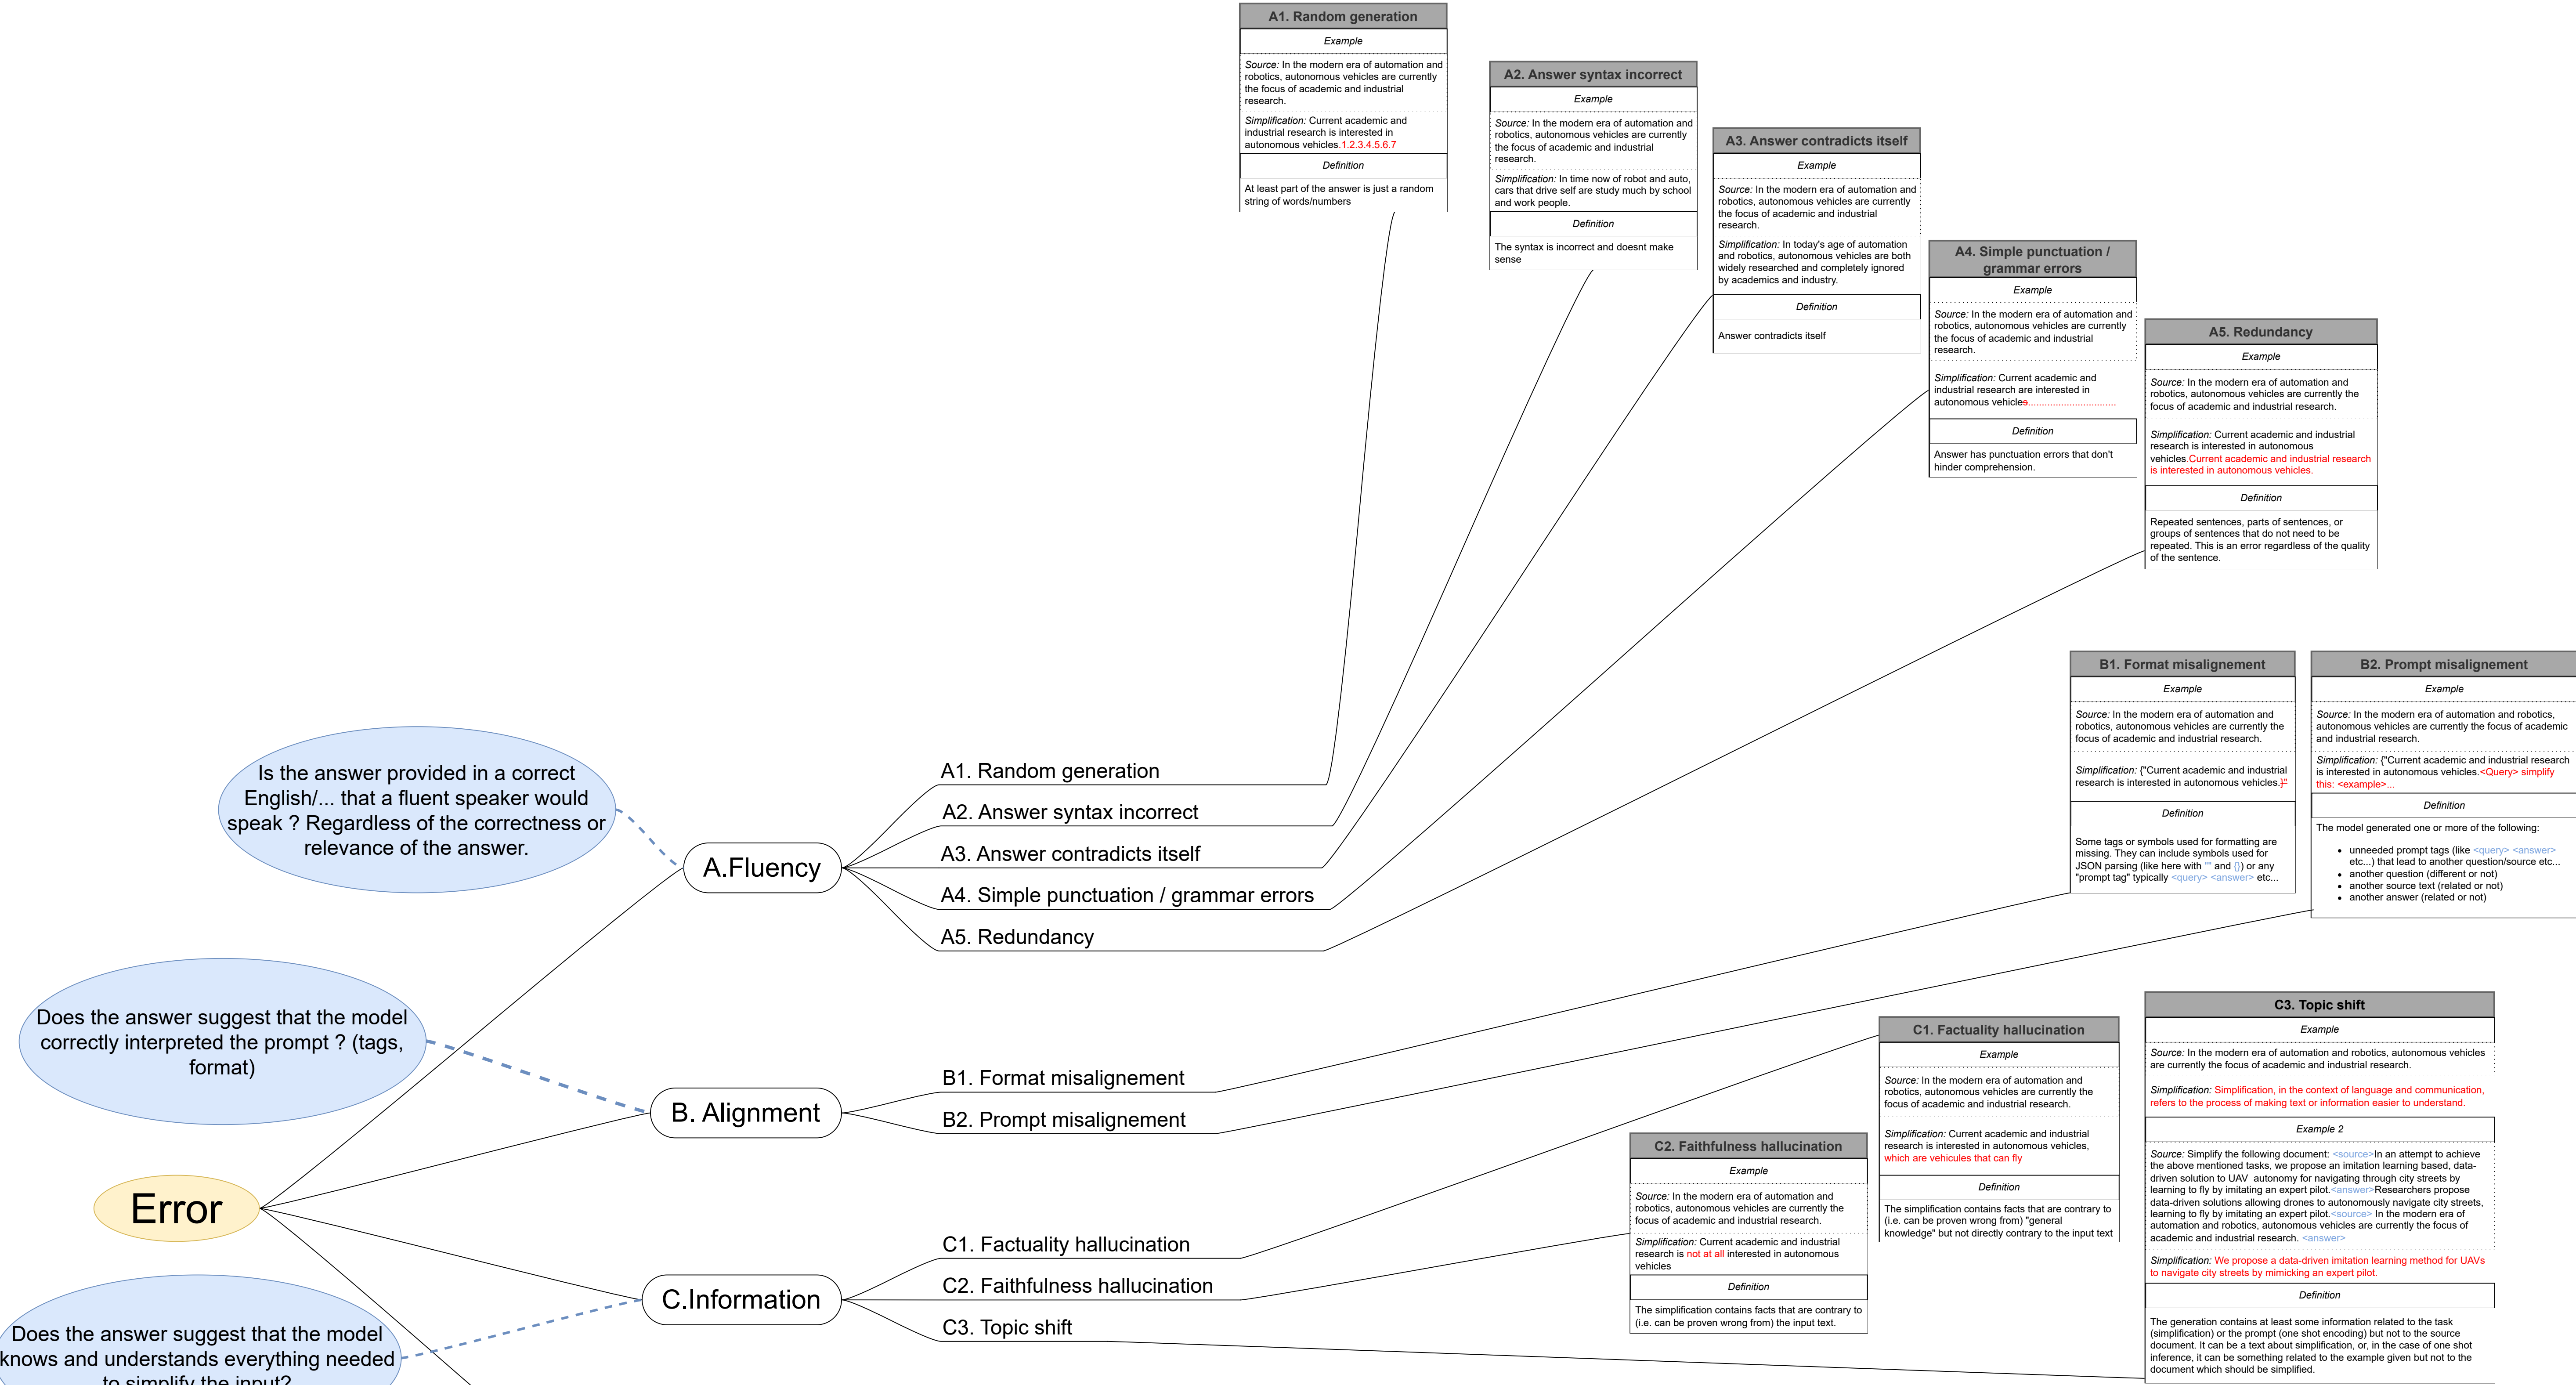 A1. Random generation
Example
Source: In the modern era of automation and
robotics, autonomous vehicles are currently
the focus of academic and industrial
research.
Simplification: Current academic and
industrial research is interested in
autonomous vehicles.1.2.3.4.5.6.7
Definition
At least part of the answer is just a random
string of words/numbers
A2. Answer syntax incorrect
Example
Source: In the modern era of automation and
robotics, autonomous vehicles are currently
the focus of academic and industrial
research.
Simplification: In time now of robot and auto,
cars that drive self are study much by school
and work people.
Definition
The syntax is incorrect and doesnt make
sense
A3. Answer contradicts itself
Example
Source: In the modern era of automation and
robotics, autonomous vehicles are currently
the focus of academic and industrial
research.
Simplification: In today's age of automation
and robotics, autonomous vehicles are both
widely researched and completely ignored
by academics and industry.
Definition
Answer contradicts itself
A4. Simple punctuation /
grammar errors
Example
Source: In the modern era of automation and
robotics, autonomous vehicles are currently
the focus of academic and industrial
research.
Simplification: Current academic and
industrial research are interested in
autonomous vehicles................................
Definition
Answer has punctuation errors that don't
hinder comprehension.
A5. Redundancy
Example
Source: In the modern era of automation and
robotics, autonomous vehicles are currently the
focus of academic and industrial research.
Simplification: Current academic and industrial
research is interested in autonomous
vehicles.Current academic and industrial research
is interested in autonomous vehicles.
Definition
Repeated sentences, parts of sentences, or
groups of sentences that do not need to be
repeated. This is an error regardless of the quality
of the sentence.
B1. Format misalignement
Example
Source: In the modern era of automation and
robotics, autonomous vehicles are currently the
focus of academic and industrial research.
Simplification: {"Current academic and industrial
research is interested in autonomous vehicles.}"
Definition
Some tags or symbols used for formatting are
missing. They can include symbols used for
JSON parsing (like here with "" and {}) or any
"prompt tag" typically <query> <answer> etc...
B2. Prompt misalignement
Example
Source: In the modern era of automation and robotics,
autonomous vehicles are currently the focus of academic
and industrial research.
Simplification: {"Current academic and industrial research
is interested in autonomous vehicles.<Query> simplify
this: <example>...
Definition
The model generated one or more of the following:
• unneeded prompt tags (like <query> <answer>
etc...) that lead to another question/source etc...
• another question (different or not)
• another source text (related or not)
• another answer (related or not)
Is the answer provided in a correct
English/... that a fluent speaker would
speak ? Regardless of the correctness or
relevance of the answer.
A.Fluency
A1. Random generation
A2. Answer syntax incorrect
A3. Answer contradicts itself
A4. Simple punctuation / grammar errors
A5. Redundancy
Does the answer suggest that the model
correctly interpreted the prompt ? (tags,
format)
B. Alignment
B1. Format misalignement
B2. Prompt misalignement
Error
C.Information
C1. Factuality hallucination
C2. Faithfulness hallucination
C3. Topic shift
Does the answer suggest that the model
knows and understands everything needed
to simplify the input?
C2. Faithfulness hallucination
Example
Source: In the modern era of automation and
robotics, autonomous vehicles are currently the
focus of academic and industrial research.
Simplification: Current academic and industrial
research is not at all interested in autonomous
vehicles
Definition
The simplification contains facts that are contrary to
(i.e. can be proven wrong from) the input text.
C1. Factuality hallucination
Example
Source: In the modern era of automation and
robotics, autonomous vehicles are currently the
focus of academic and industrial research.
Simplification: Current academic and industrial
research is interested in autonomous vehicles,
which are vehicules that can fly
Definition
The simplification contains facts that are contrary to
(i.e. can be proven wrong from) "general
knowledge" but not directly contrary to the input text
C3. Topic shift
Example
Source: In the modern era of automation and robotics, autonomous vehicles
are currently the focus of academic and industrial research.
Simplification: Simplification, in the context of language and communication,
refers to the process of making text or information easier to understand.
Example 2
Source: Simplify the following document: <source>In an attempt to achieve
the above mentioned tasks, we propose an imitation learning based, data-
driven solution to UAV autonomy for navigating through city streets by
learning to fly by imitating an expert pilot.<answer>Researchers propose
data-driven solutions allowing drones to autonomously navigate city streets,
learning to fly by imitating an expert pilot.<source> In the modern era of
automation and robotics, autonomous vehicles are currently the focus of
academic and industrial research. <answer>
Simplification: We propose a data-driven imitation learning method for UAVs
to navigate city streets by mimicking an expert pilot.
Definition
The generation contains at least some information related to the task
(simplification) or the prompt (one shot encoding) but not to the source
document. It can be a text about simplification, or, in the case of one shot
inference, it can be something related to the example given but not to the
document which should be simplified.